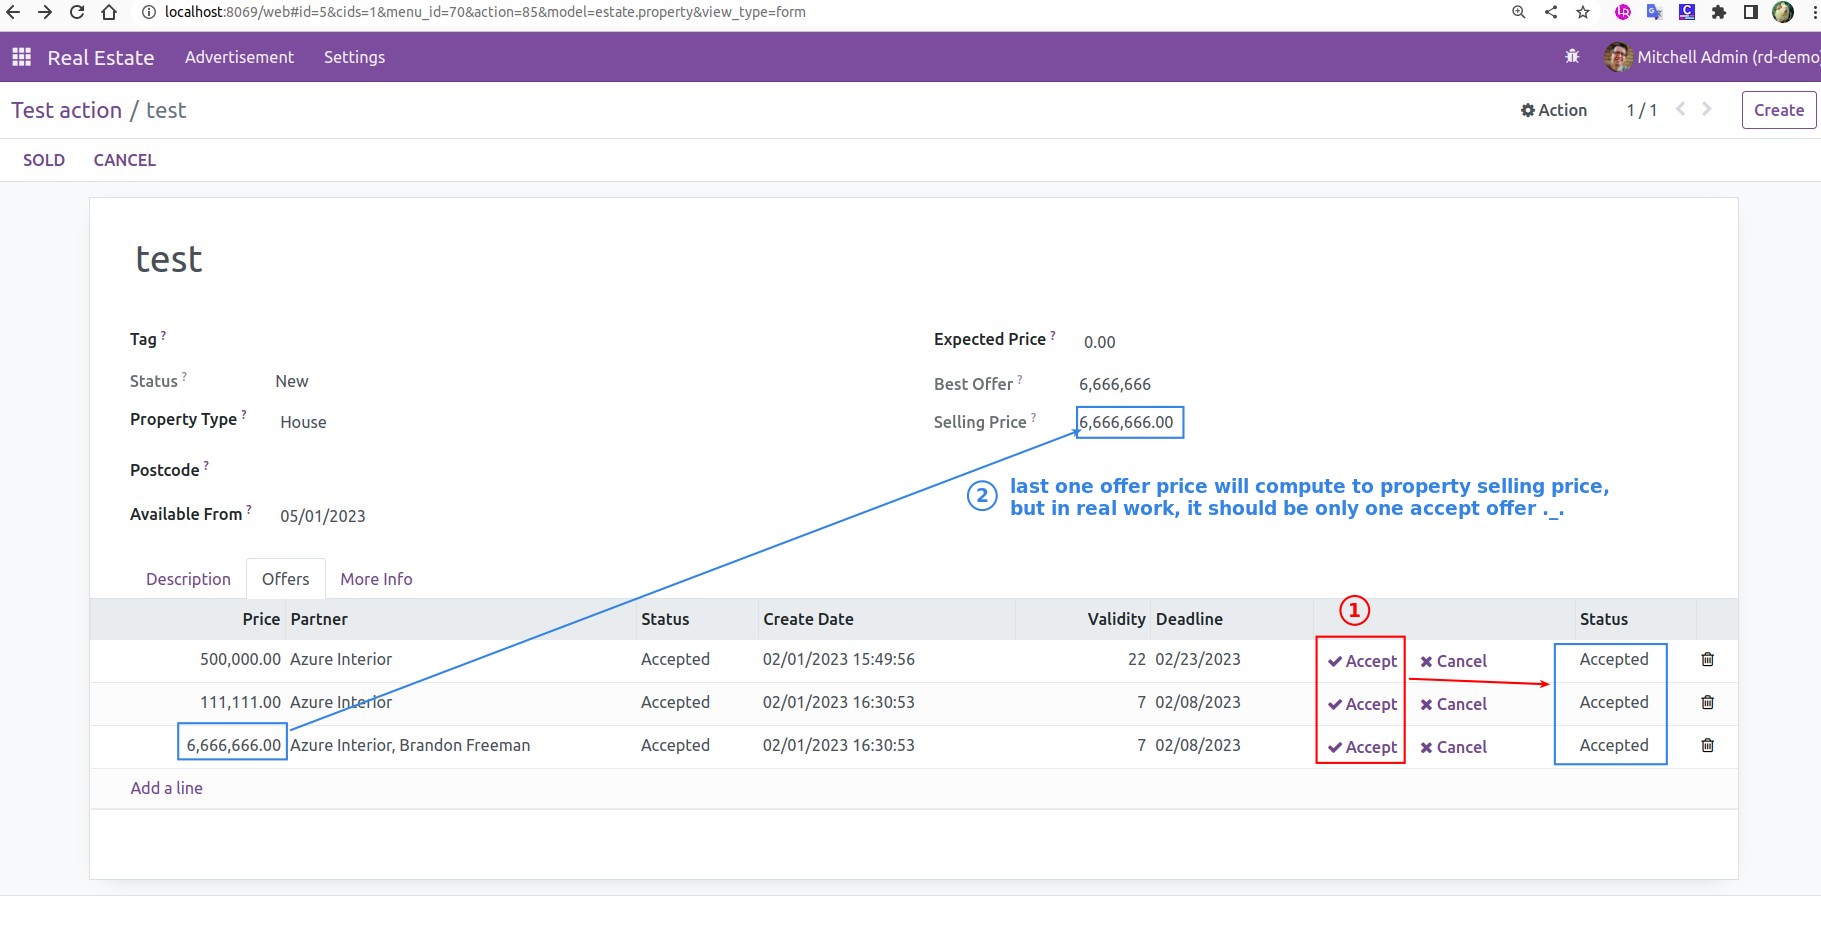 localhost:8069/web#id=5&cids=1&menu_id=70&action=85&model=estate.property&view_type=form
Real Estate Advertisement Settings Mitchell Admin (rd-demo)
Test action / test Action 1 / 1 Create
SOLD CANCEL
test
Tag ? Expected Price ? 0.00
Status ? New Best Offer ? 6,666,666
Property Type ? House Selling Price ? 6,666,666.00
Postcode ?
2 last one offer price will compute to property selling price,
but in real work, it should be only one accept offer ._.
Available From ? 05/01/2023
Description Offers More Info
1
Price Partner Status Create Date Validity Deadline Status
500,000.00 Azure Interior Accepted 02/01/2023 15:49:56 22 02/23/2023 Accept Cancel Accepted
111,111.00 Azure Interior Accepted 02/01/2023 16:30:53 7 02/08/2023 Accept Cancel Accepted
6,666,666.00 Azure Interior, Brandon Freeman Accepted 02/01/2023 16:30:53 7 02/08/2023 Accept Cancel Accepted
Add a line